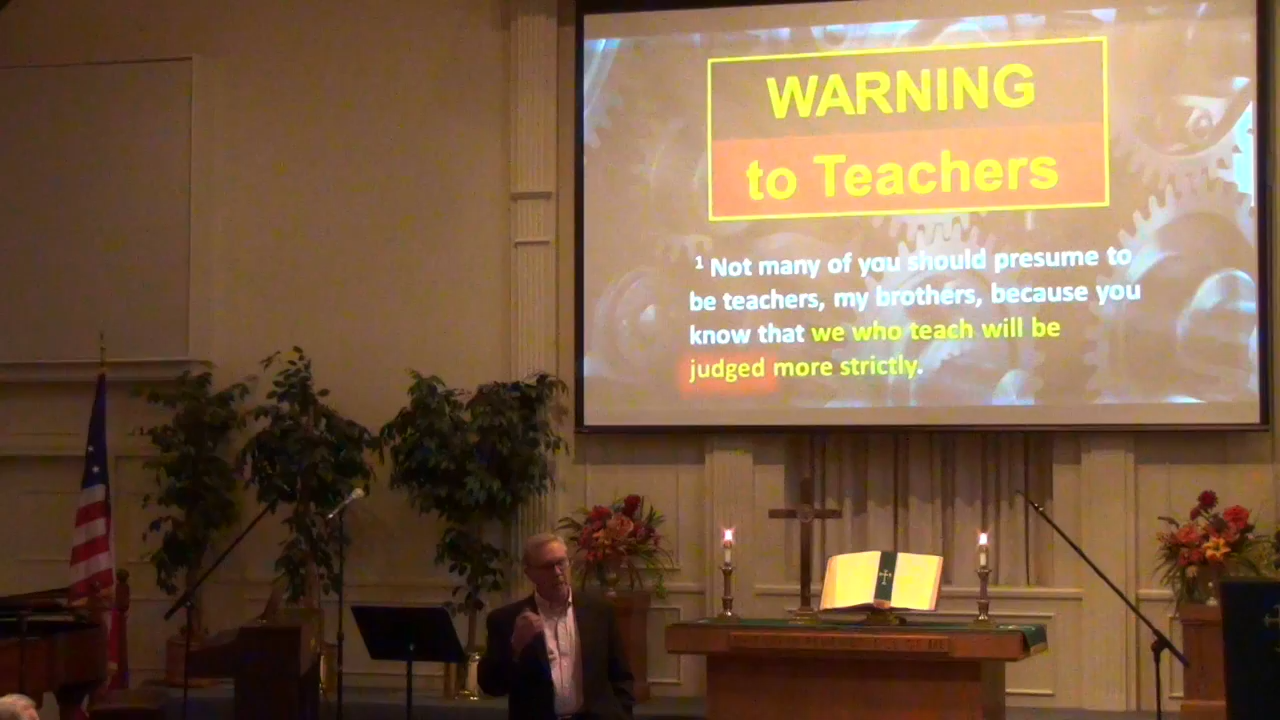 WARNING
to Teachers
¹ Not many of you should presume to
be teachers, my brothers, because you
know that we who teach will be
judged more strictly.